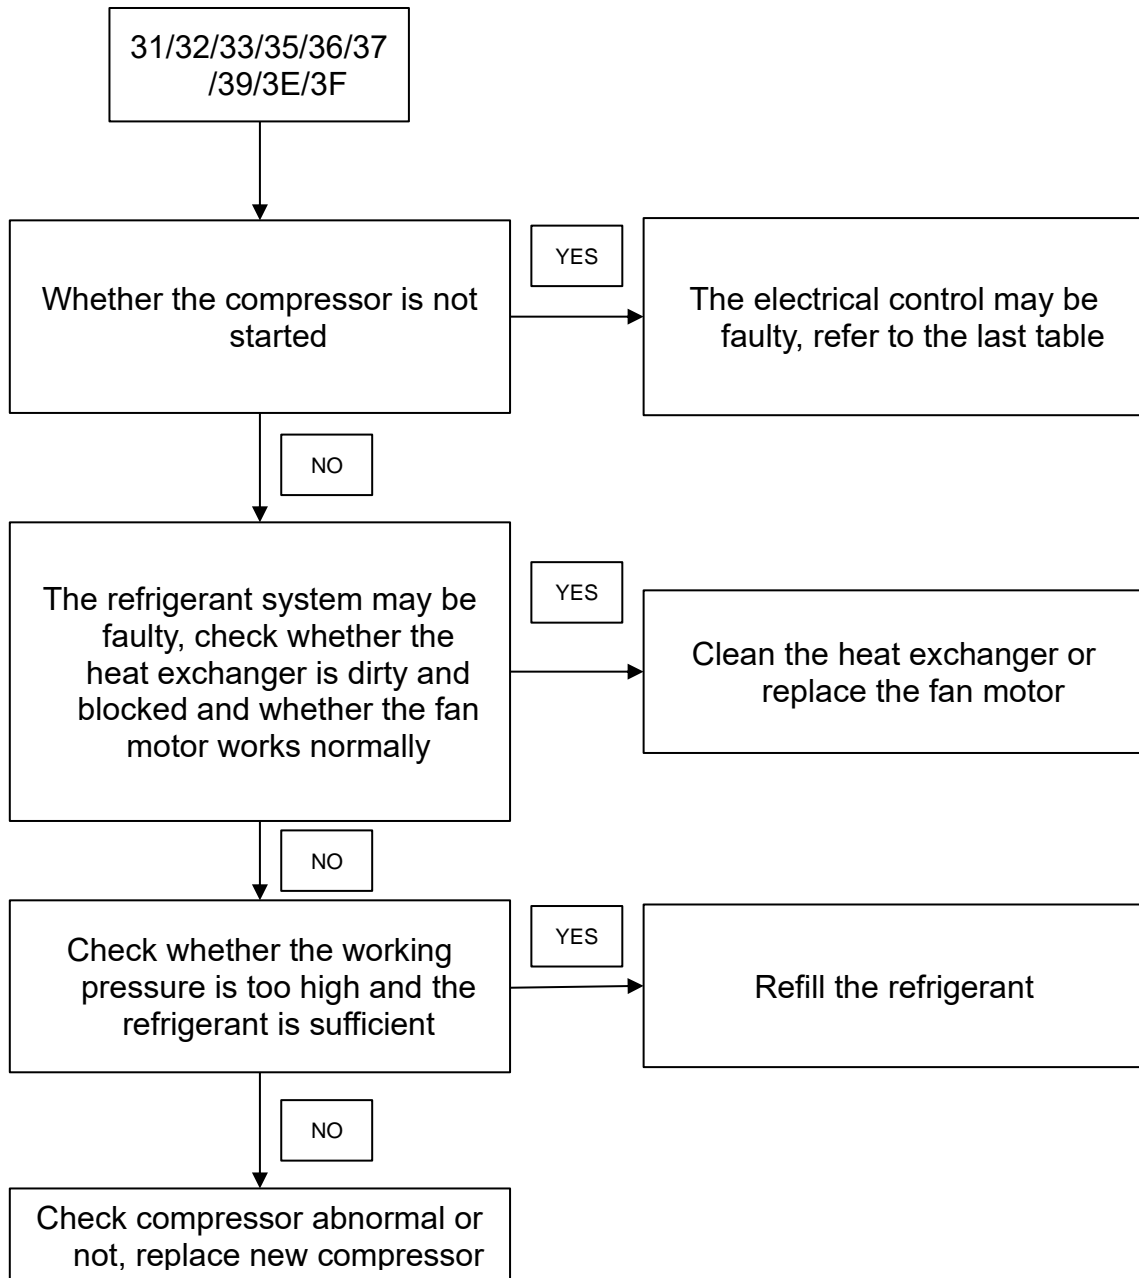 31/32/33/35/36/37
/39/3E/3F
Whether the compressor is not
started
YES
The electrical control may be
faulty, refer to the last table
NO
The refrigerant system may be
faulty, check whether the
heat exchanger is dirty and
blocked and whether the fan
motor works normally
YES
Clean the heat exchanger or
replace the fan motor
NO
Check whether the working
pressure is too high and the
refrigerant is sufficient
YES
Refill the refrigerant
NO
Check compressor abnormal or
not, replace new compressor